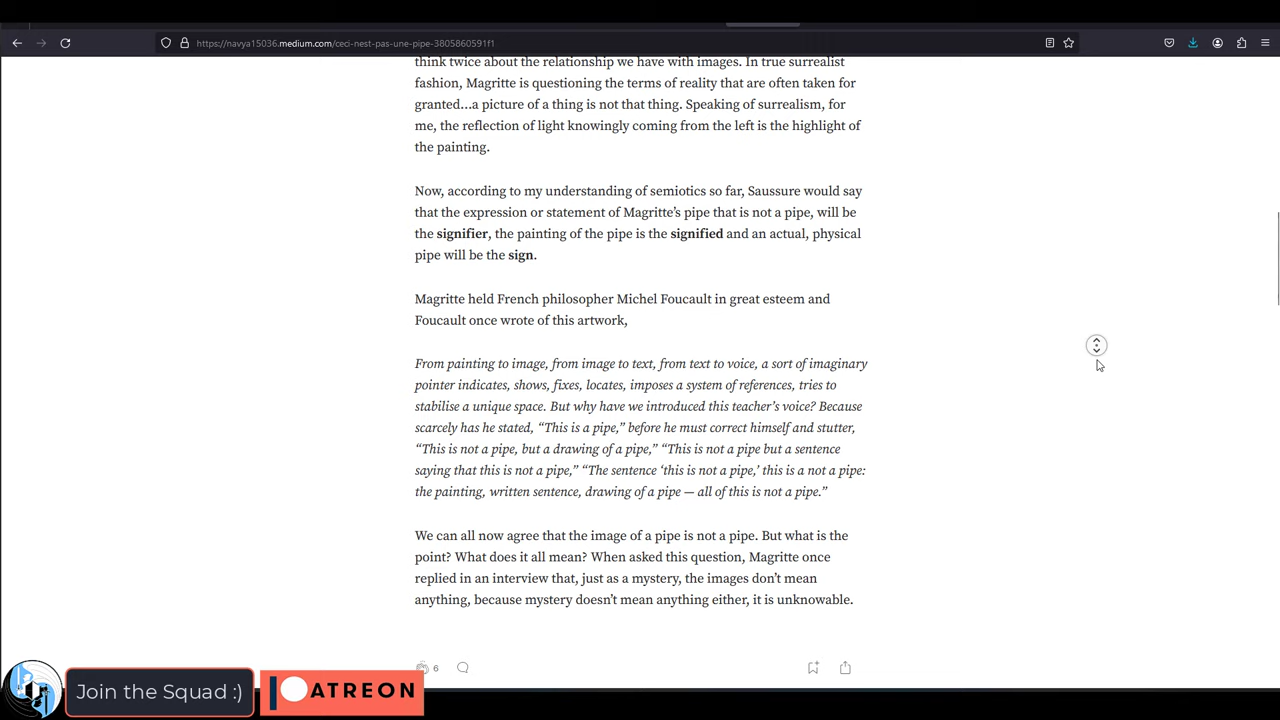 https://navya15036.medium.com/ceci-nest-pas-une-pipe-3805860591f1
think twice about the relationship we have with images. In true surrealist
fashion, Magritte is questioning the terms of reality that are often taken for
granted…a picture of a thing is not that thing. Speaking of surrealism, for
me, the reflection of light knowingly coming from the left is the highlight of
the painting.
Now, according to my understanding of semiotics so far, Saussure would say
that the expression or statement of Magritte’s pipe that is not a pipe, will be
the signifier, the painting of the pipe is the signified and an actual, physical
pipe will be the sign.
Magritte held French philosopher Michel Foucault in great esteem and
Foucault once wrote of this artwork,
From painting to image, from image to text, from text to voice, a sort of imaginary
pointer indicates, shows, fixes, locates, imposes a system of references, tries to
stabilise a unique space. But why have we introduced this teacher’s voice? Because
scarcely has he stated, “This is a pipe,” before he must correct himself and stutter,
“This is not a pipe, but a drawing of a pipe,” “This is not a pipe but a sentence
saying that this is not a pipe,” “The sentence ‘this is not a pipe,’ this is a not a pipe:
the painting, written sentence, drawing of a pipe — all of this is not a pipe.”
We can all now agree that the image of a pipe is not a pipe. But what is the
point? What does it all mean? When asked this question, Magritte once
replied in an interview that, just as a mystery, the images don’t mean
anything, because mystery doesn’t mean anything either, it is unknowable.
6
Join the Squad :)
PATREON